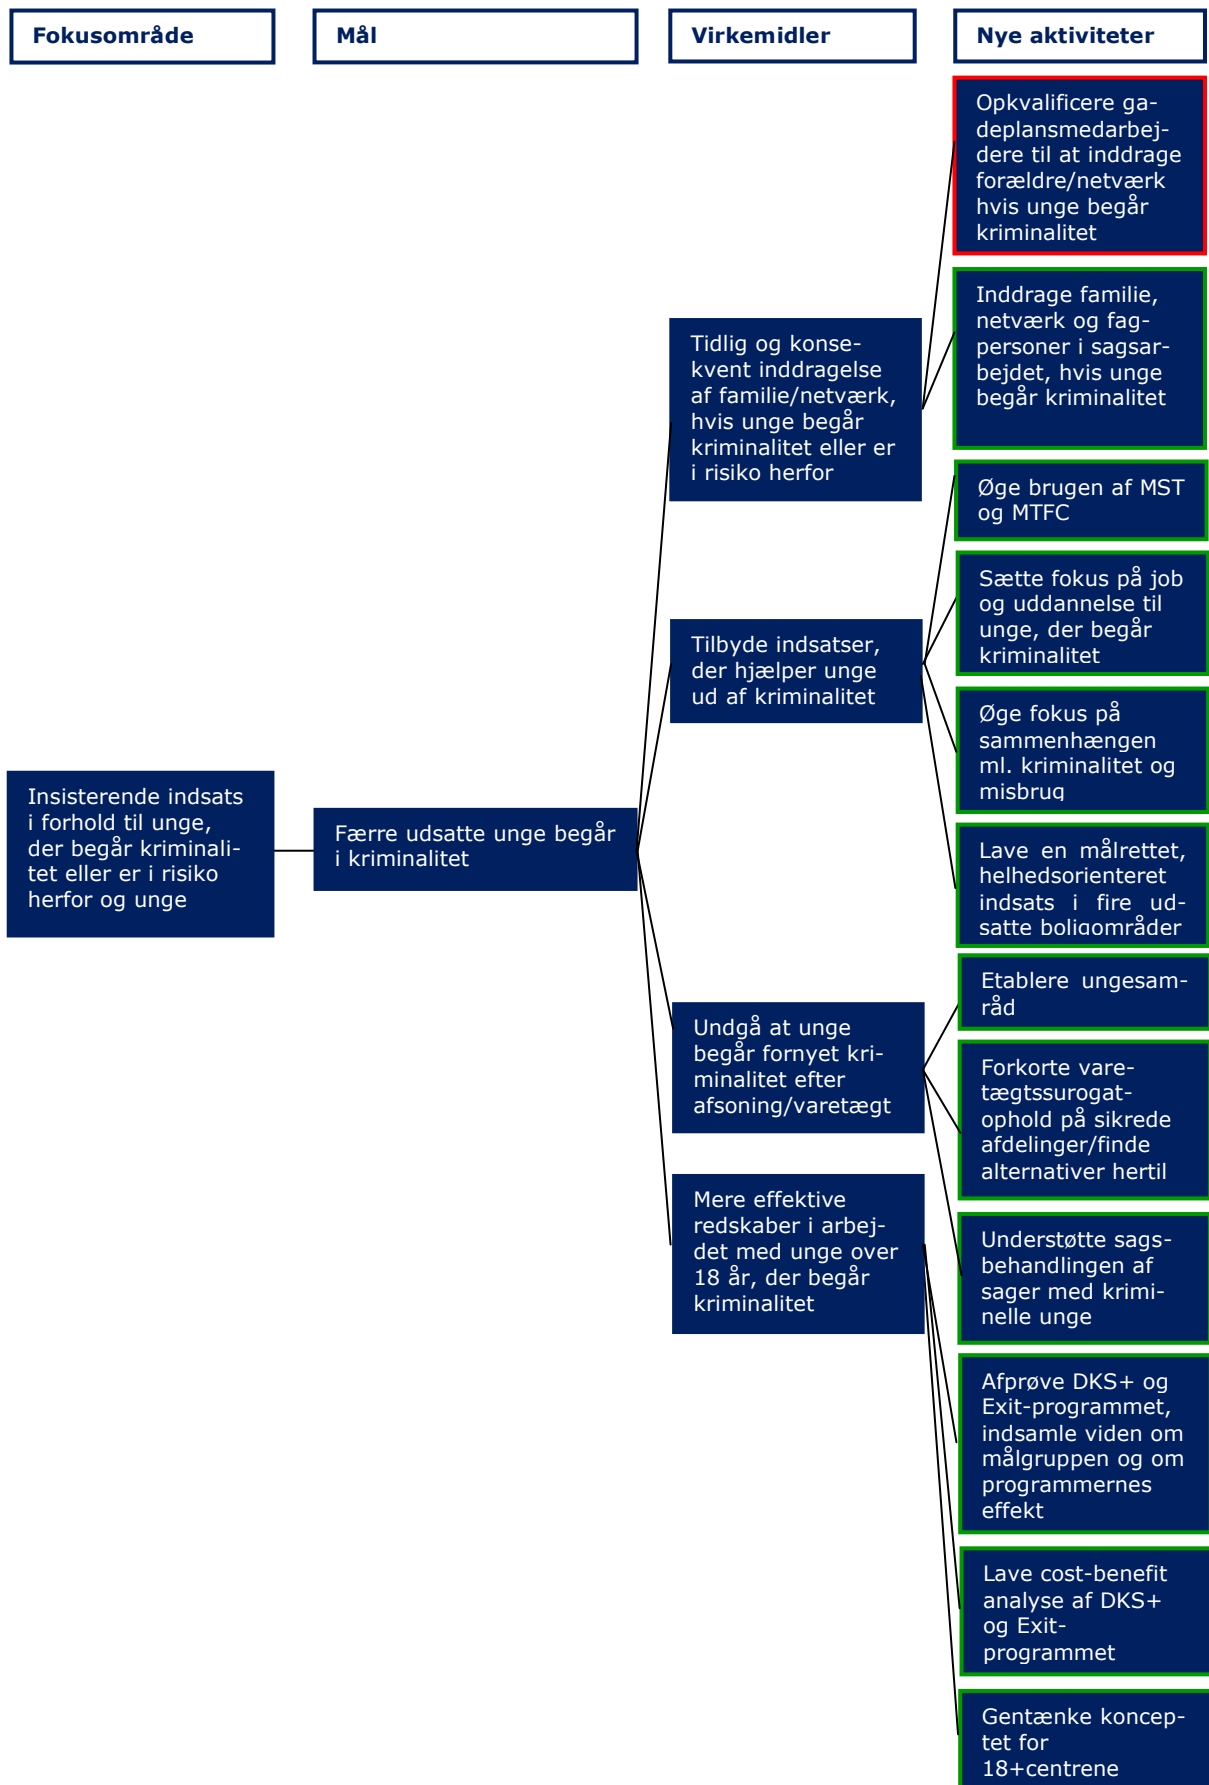 Fokusområde
Mål
Virkemidler
Nye aktiviteter
Insisterende indsats
i forhold til unge,
der begår kriminali-
tet eller er i risiko
herfor og unge
Færre udsatte unge begår
i kriminalitet
Tidlig og konse-
kvent inddragelse
af familie/netværk,
hvis unge begår
kriminalitet eller er
i risiko herfor
Tilbyde indsatser,
der hjælper unge
ud af kriminalitet
Undgå at unge
begår fornyet kri-
minalitet efter
afsoning/varetægt
Mere effektive
redskaber i arbej-
det med unge over
18 år, der begår
kriminalitet
Opkvalificere ga-
deplansmedarbej-
dere til at inddrage
forældre/netværk
hvis unge begår
kriminalitet
Inddrage familie,
netværk og fag-
personer i sagsar-
bejdet, hvis unge
begår kriminalitet
Øge brugen af MST
og MTFC
Sætte fokus på job
og uddannelse til
unge, der begår
kriminalitet
Øge fokus på
sammenhængen
ml. kriminalitet og
misbrug
Lave en målrettet,
helhedsorienteret
indsats i fire ud-
satte boligområder
Etablere ungesam-
råd
Forkorte vare-
tægtssurogat-
ophold på sikrede
afdelinger/finde
alternativer hertil
Understøtte sags-
behandlingen af
sager med krimi-
nelle unge
Afprøve DKS+ og
Exit-programmet,
indsamle viden om
målgruppen og om
programmernes
effekt
Lave cost-benefit
analyse af DKS+
og Exit-
programmet
Gentænke koncep-
tet for
18+centrene